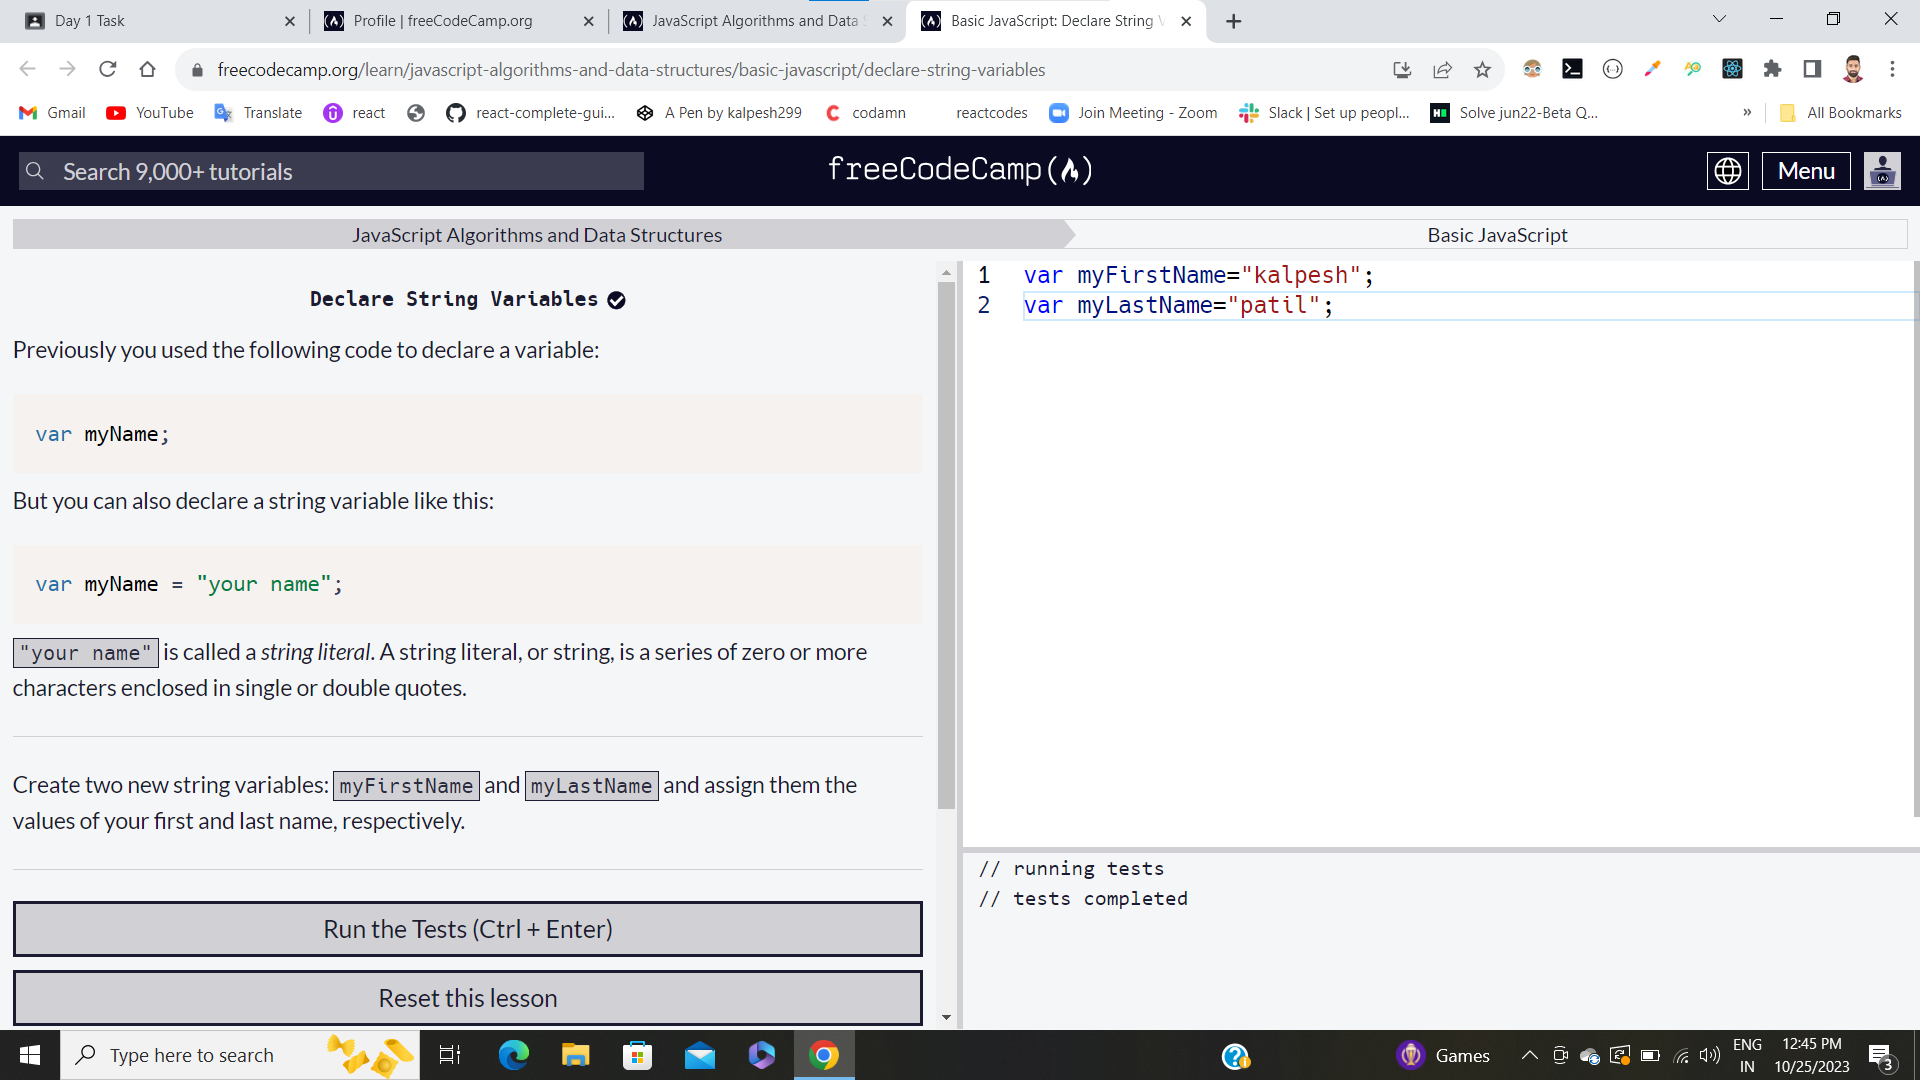 Day 1 Task
Profile | freeCodeCamp.org
JavaScript Algorithms and Data
Basic JavaScript: Declare String
freecodecamp.org/learn/javascript-algorithms-and-data-structures/basic-javascript/declare-string-variables
Gmail YouTube Translate react react-complete-gui... A Pen by kalpesh299 codamn reactcodes Join Meeting - Zoom Slack | Set up peopl... Solve jun22-Beta Q... » All Bookmarks
Search 9,000+ tutorials
freeCodeCamp
Menu
JavaScript Algorithms and Data Structures
Basic JavaScript
Declare String Variables
Previously you used the following code to declare a variable:
var myName;
But you can also declare a string variable like this:
var myName = "your name";
"your name" is called a string literal. A string literal, or string, is a series of zero or more
characters enclosed in single or double quotes.
Create two new string variables: myFirstName and myLastName and assign them the
values of your first and last name, respectively.
Run the Tests (Ctrl + Enter)
Reset this lesson
1 var myFirstName="kalpesh";
2 var myLastName="patil";
// running tests
// tests completed
Type here to search
Games
ENG
IN
12:45 PM
10/25/2023
3